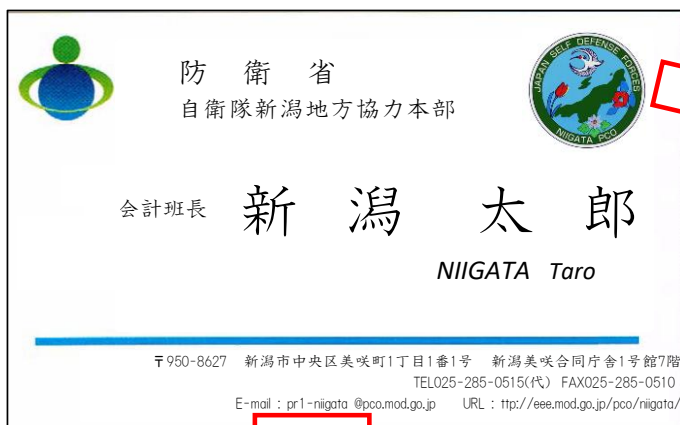 防衛省
自衛隊新潟地方協力本部
JAPAN SELF DEFENSE FORCES
NIIGATA PCO
会計班長 新潟 太郎
NIIGATA Taro
〒950-8627 新潟市中央区美咲町1丁目1番1号 新潟美咲合同庁舎1号館7階
TEL025-285-0515(代) FAX025-285-0510
E-mail : pr1-niigata @pco.mod.go.jp URL : ttp://eee.mod.go.jp/pco/niigata/